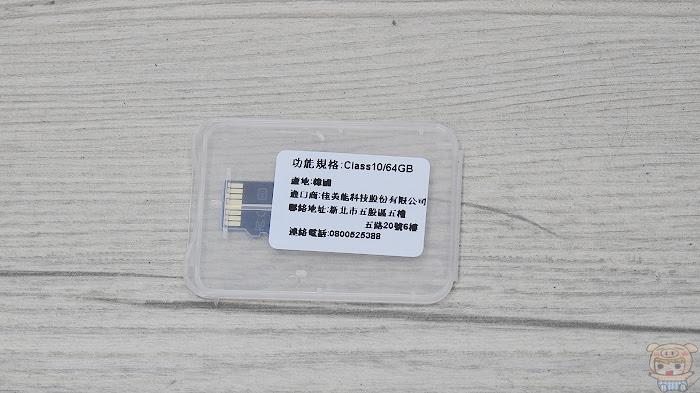 功能規格:Class10/64GB
產地:韓國
進口商:佳美能科技股份有限公司
聯絡地址:新北市五股區五權
五路20號6樓
連絡電話:0800525388